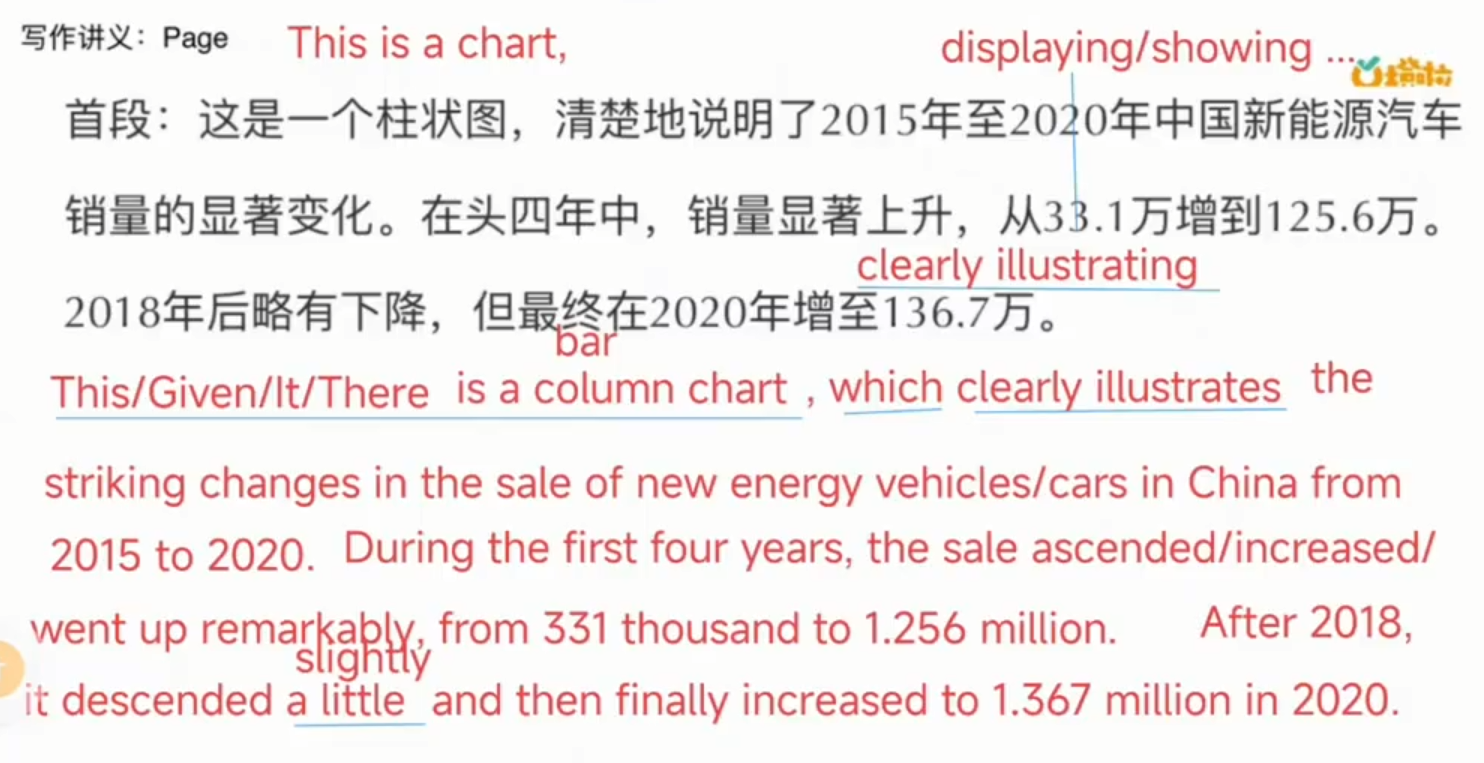 写作讲义：Page
This is a chart,
displaying/showing ...
首段：这是一个柱状图，清楚地说明了2015年至2020年中国新能源汽车
销量的显著变化。在头四年中，销量显著上升，从33.1万增到125.6万。
clearly illustrating
2018年后略有下降，但最终在2020年增至136.7万。
bar
This/Given/It/There is a column chart , which clearly illustrates the
striking changes in the sale of new energy vehicles/cars in China from
2015 to 2020. During the first four years, the sale ascended/increased/
went up remarkably, from 331 thousand to 1.256 million. After 2018,
slightly
it descended a little and then finally increased to 1.367 million in 2020.